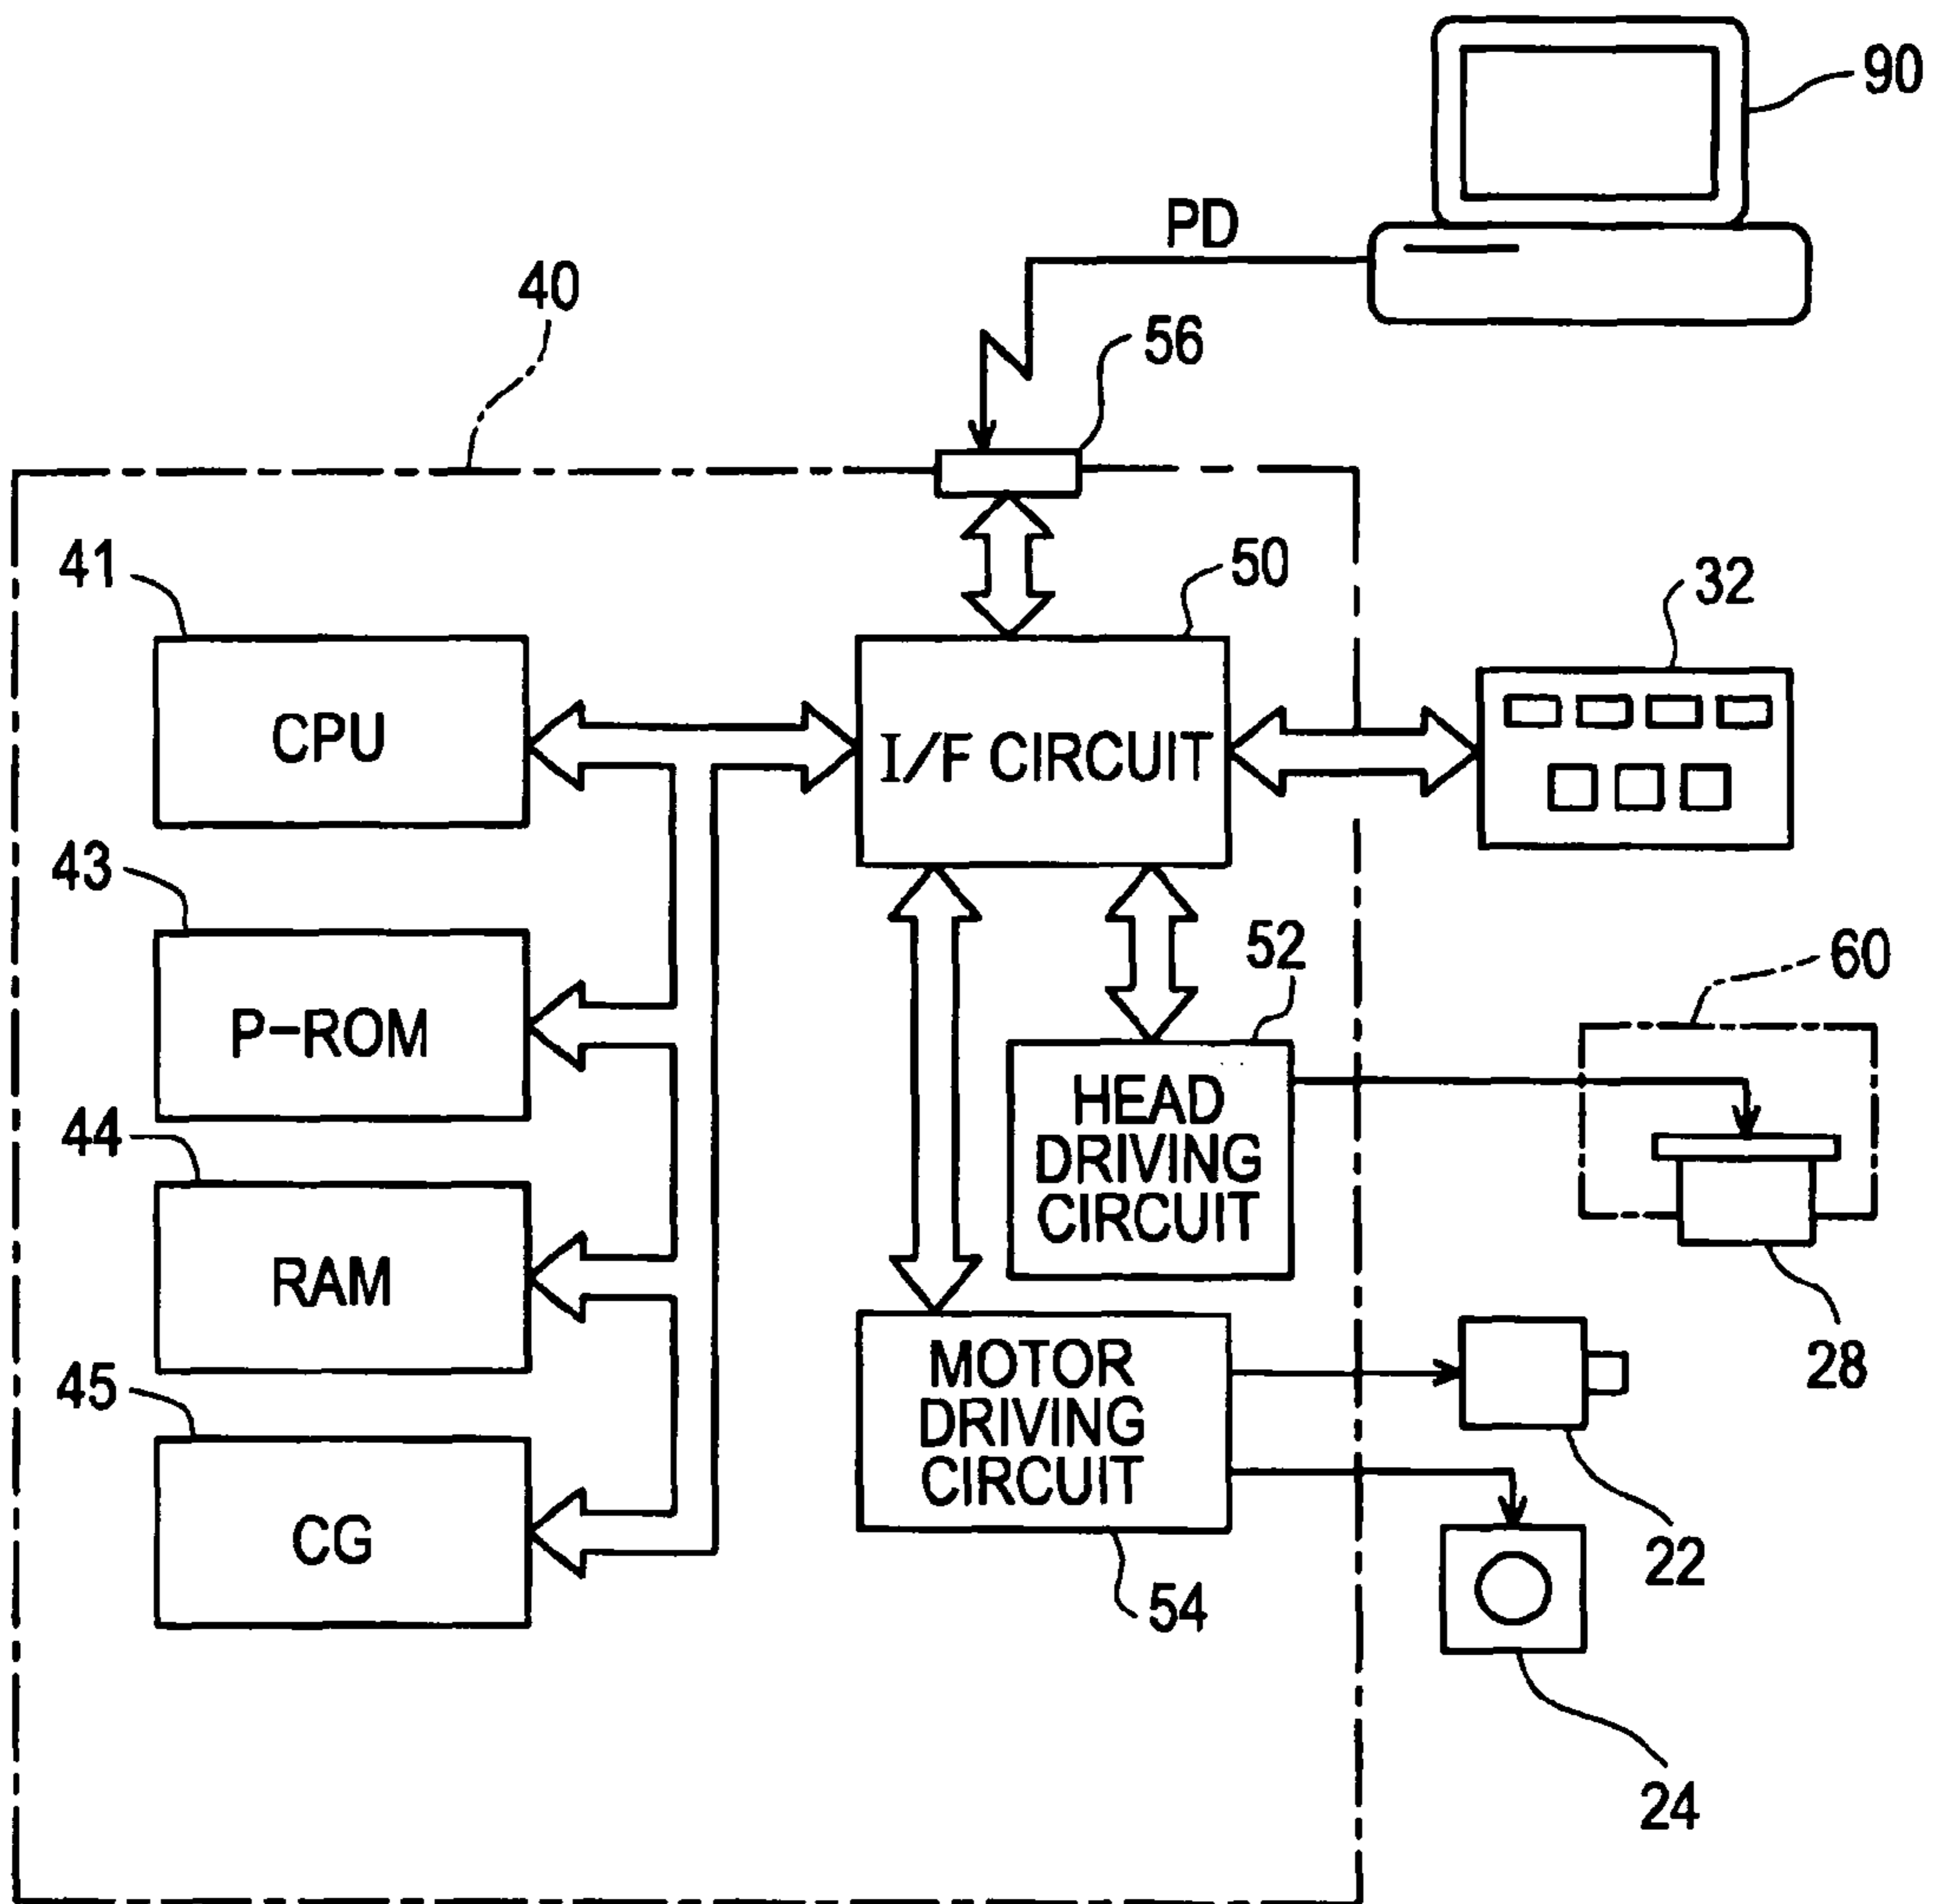 90
PD
40
56
41
50
32
CPU
I/F CIRCUIT
43
52
60
P-ROM
HEAD
DRIVING
CIRCUIT
44
RAM
28
45
MOTOR
DRIVING
CIRCUIT
CG
22
54
24